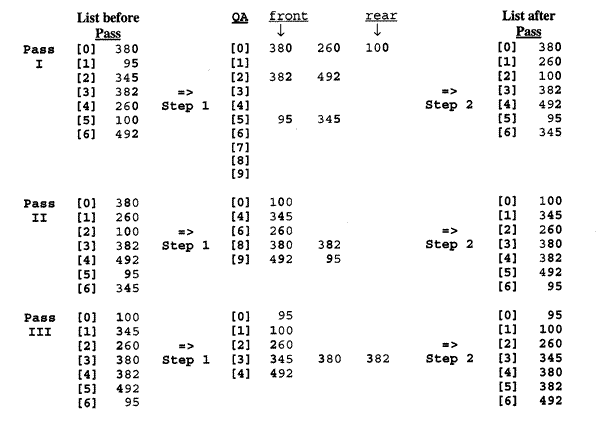 List before QA front rear List after
Pass ↓ ↓ Pass
Pass [0] 380 [0] 380 260 100 [0] 380
I [1] 95 [1] [1] 260
[2] 345 [2] 382 492 [2] 100
[3] 382 => [3] => [3] 382
[4] 260 Step 1 [4] Step 2 [4] 492
[5] 100 [5] 95 345 [5] 95
[6] 492 [6] [6] 345
[7]
[8]
[9]
Pass [0] 380 [0] 100 [0] 100
II [1] 260 [4] 345 [1] 345
[2] 100 => [6] 260 => [2] 260
[3] 382 Step 1 [8] 380 382 Step 2 [3] 380
[4] 492 [9] 492 95 [4] 382
[5] 95 [5] 492
[6] 345 [6] 95
Pass [0] 100 [0] 95 [0] 95
III [1] 345 [1] 100 [1] 100
[2] 260 => [2] 260 => [2] 260
[3] 380 Step 1 [3] 345 380 382 Step 2 [3] 345
[4] 382 [4] 492 [4] 380
[5] 492 [5] 382
[6] 95 [6] 492